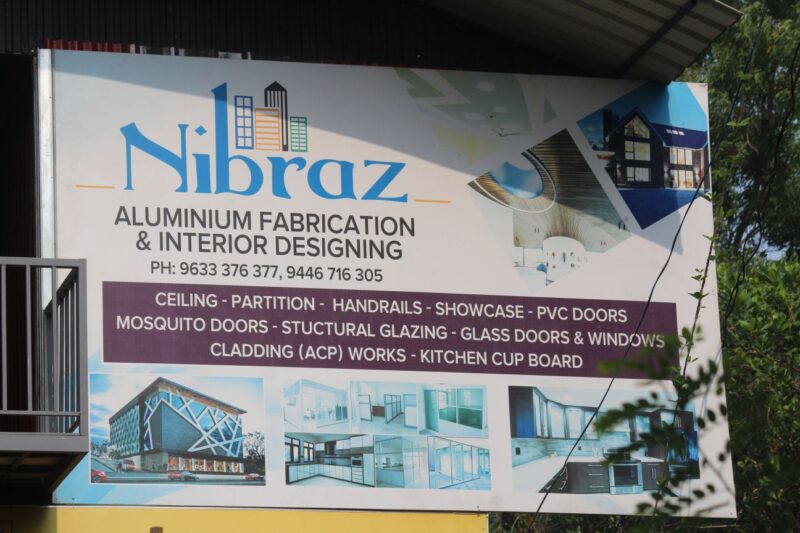 Nibraz
ALUMINIUM FABRICATION
& INTERIOR DESIGNING
PH: 9633 376 377, 9446 716 305
CEILING - PARTITION - HANDRAILS - SHOWCASE - PVC DOORS
MOSQUITO DOORS - STUCTURAL GLAZING - GLASS DOORS & WINDOWS
CLADDING (ACP) WORKS - KITCHEN CUP BOARD